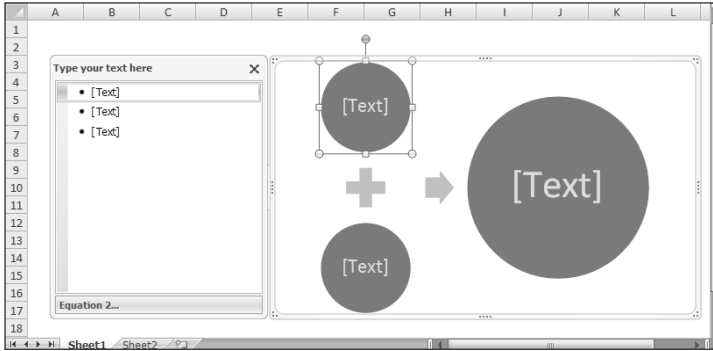 A B C D E F G H I J K L
1
2
3
4
5
6
7
8
9
10
11
12
13
14
15
16
17
18
Type your text here
• [Text]
• [Text]
• [Text]
Equation 2...
[Text]
[Text]
[Text]
Sheet1 Sheet2